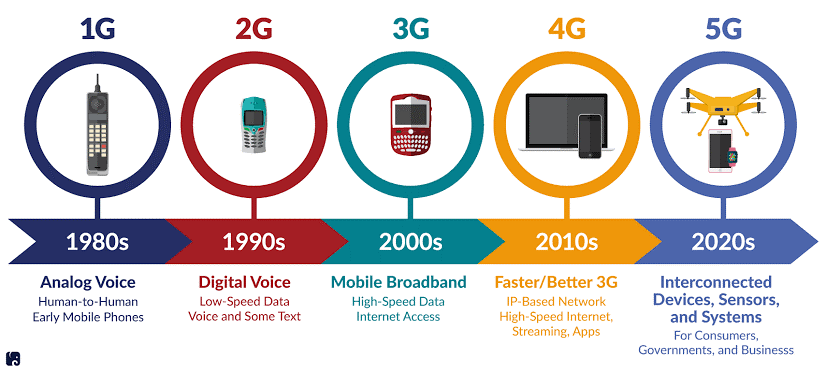 1G
2G
3G
4G
5G
1980s
1990s
2000s
2010s
2020s
Analog Voice
Human-to-Human
Early Mobile Phones
Digital Voice
Low-Speed Data
Voice and Some Text
Mobile Broadband
High-Speed Data
Internet Access
Faster/Better 3G
IP-Based Network
High-Speed Internet,
Streaming, Apps
Interconnected
Devices, Sensors,
and Systems
For Consumers,
Governments, and Businesss